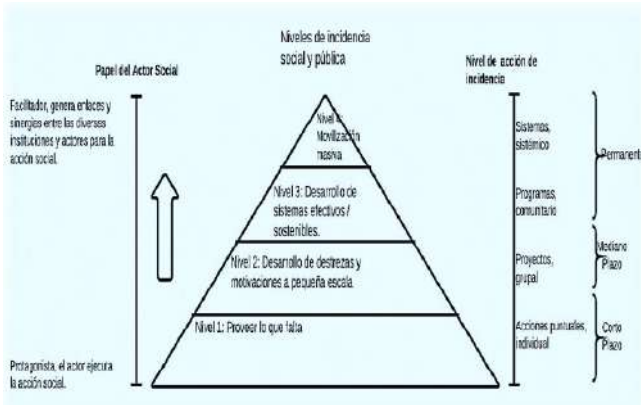 Niveles de incidencia
social y pública
Papel del Actor Social
Nivel de acción de
incidencia
Facilitador, genera enlaces y
sinergias entre las diversas
instituciones y actores para la
acción social.
Nivel 4:
Movilización
masiva
Sistemas,
sistémico
Permanente
Nivel 3: Desarrollo de
sistemas efectivos /
sostenibles.
Programas,
comunitario
Nivel 2: Desarrollo de destrezas y
motivaciones a pequeña escala.
Proyectos,
grupal
Mediano
Plazo
Nivel 1: Proveer lo que falta
Acciones puntuales,
individual
Corto
Plazo
Protagonista, el actor ejecuta
la acción social.